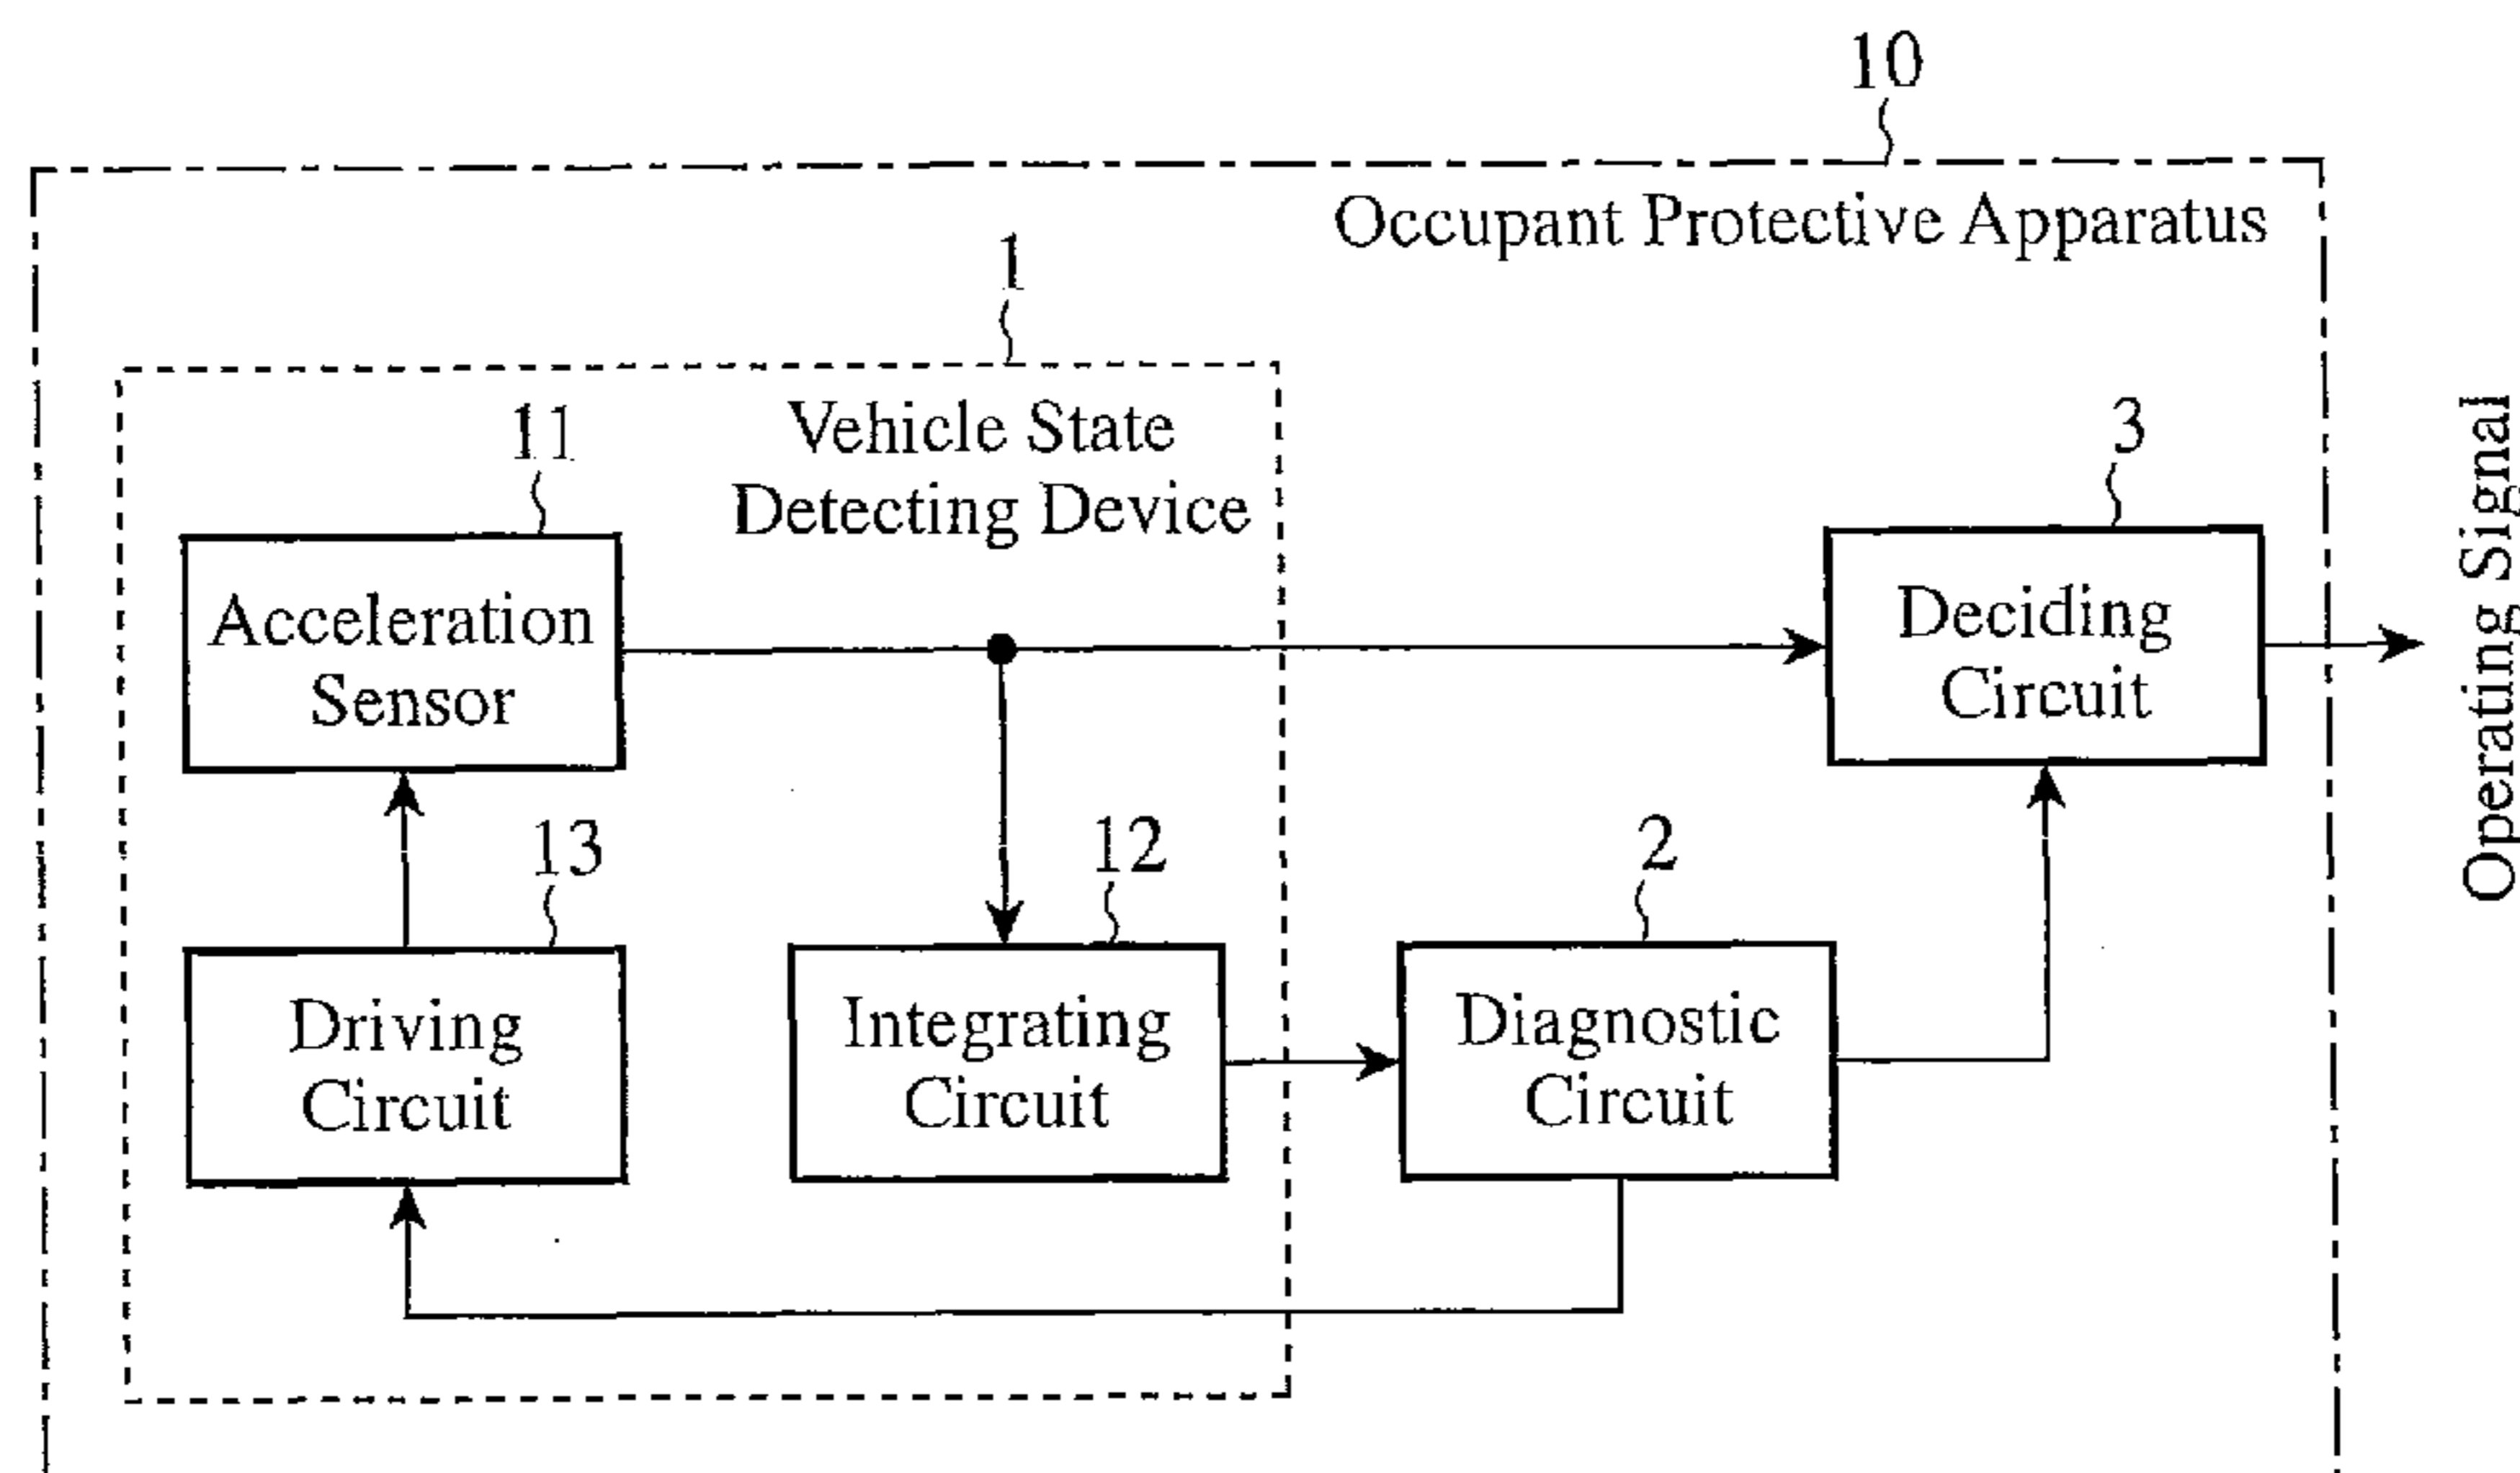 10
Occupant Protective Apparatus
1
Vehicle State
Detecting Device
11
Acceleration
Sensor
3
Deciding
Circuit
Operating Signal
13
Driving
Circuit
12
Integrating
Circuit
2
Diagnostic
Circuit